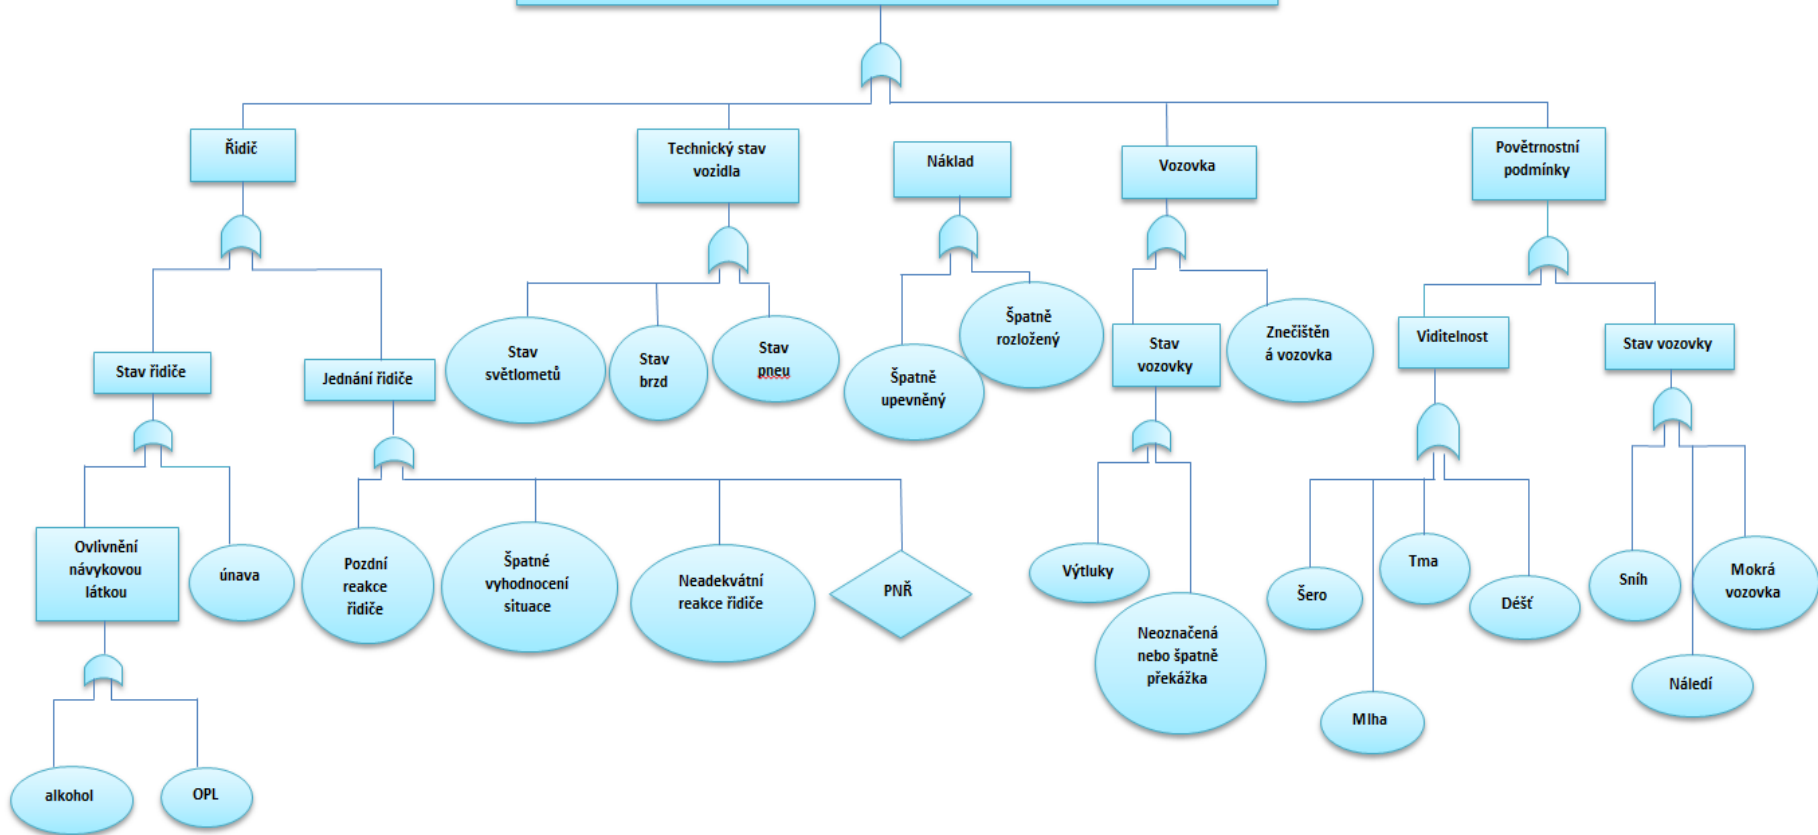 Řidič
Technický stav
vozidla
Náklad
Vozovka
Povětrnostní
podmínky
Stav řidiče
Jednání řidiče
Stav
světlometů
Stav
brzd
Stav
pneu
Špatně
upevněný
Špatně
rozložený
Stav
vozovky
Znečištěn
á vozovka
Viditelnost
Stav vozovky
Ovlivnění
návykovou
látkou
únava
Pozdní
reakce
řidiče
Špatné
vyhodnocení
situace
Neadekvátní
reakce řidiče
PNŘ
Výtluky
Neoznačená
nebo špatně
překážka
Šero
Mlha
Tma
Déšť
Sníh
Náledí
Mokrá
vozovka
alkohol
OPL